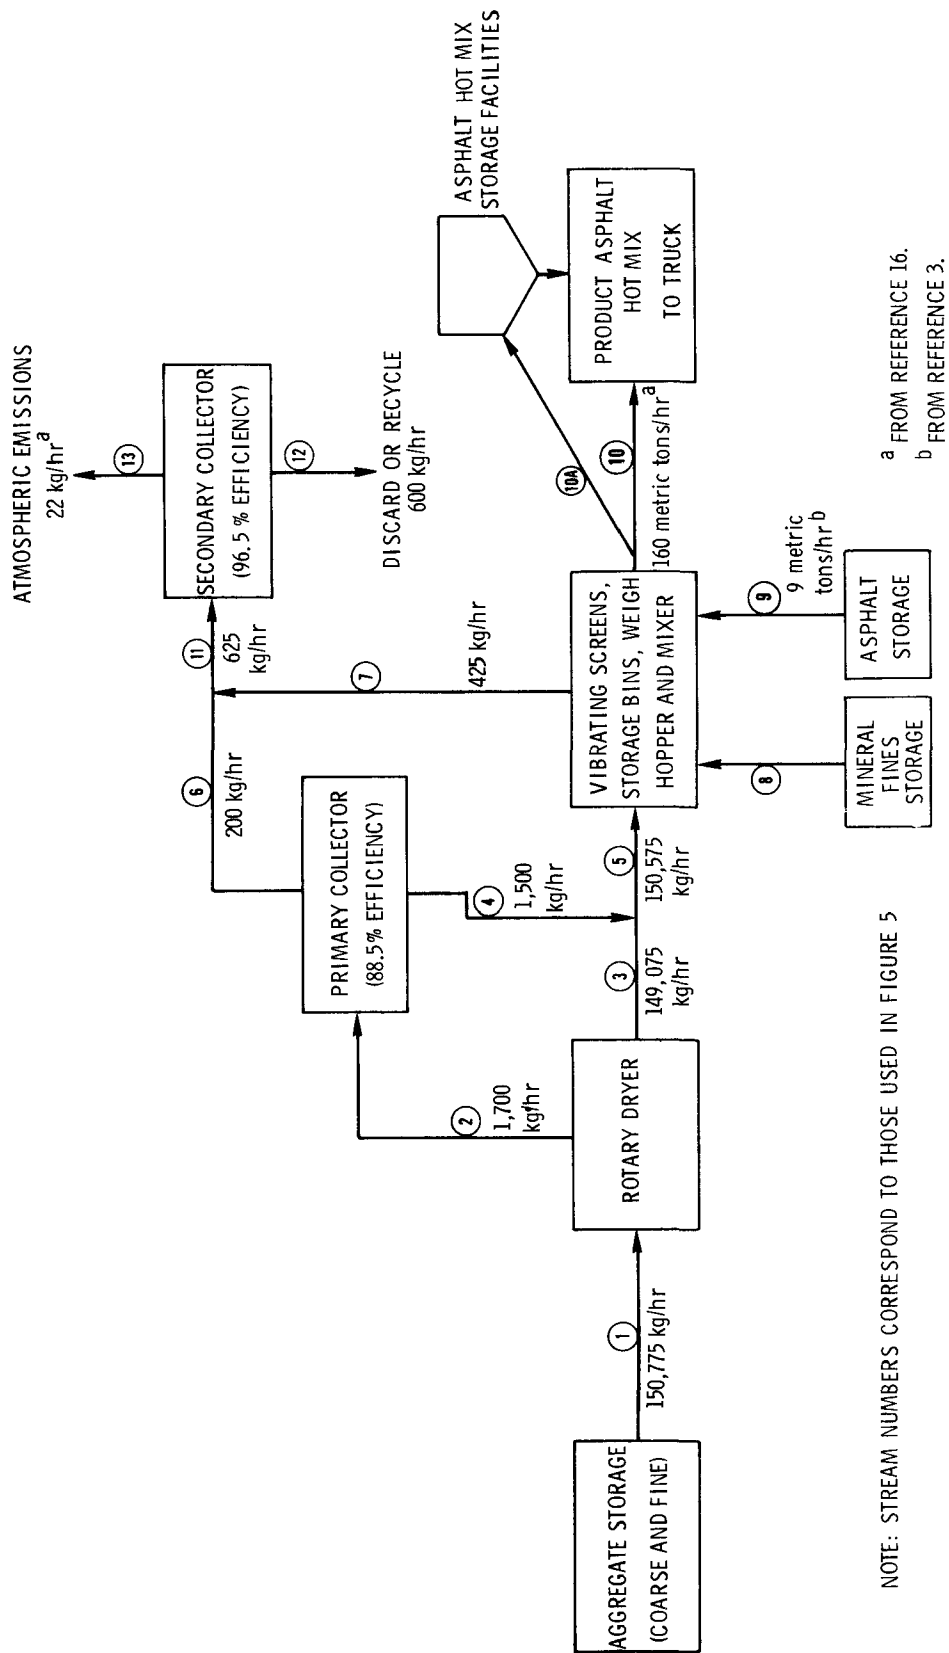 ATMOSPHERIC EMISSIONS
22 kg/hr a
13
SECONDARY COLLECTOR
(96.5 % EFFICIENCY)
12
DISCARD OR RECYCLE
600 kg/hr
11
625
kg/hr
6
200 kg/hr
7
425 kg/hr
PRIMARY COLLECTOR
(88.5% EFFICIENCY)
4
1,500
kg/hr
2
1,700
kg/hr
AGGREGATE STORAGE
(COARSE AND FINE)
1
150,775 kg/hr
ROTARY DRYER
3
149,075
kg/hr
5
150,575
kg/hr
VIBRATING SCREENS,
STORAGE BINS, WEIGH
HOPPER AND MIXER
10A
10
160 metric tons/hr a
ASPHALT HOT MIX
STORAGE FACILITIES
PRODUCT ASPHALT
HOT MIX
TO TRUCK
8
MINERAL
FINES
STORAGE
9
9 metric
tons/hr b
ASPHALT
STORAGE
NOTE: STREAM NUMBERS CORRESPOND TO THOSE USED IN FIGURE 5
a FROM REFERENCE 16.
b FROM REFERENCE 3.